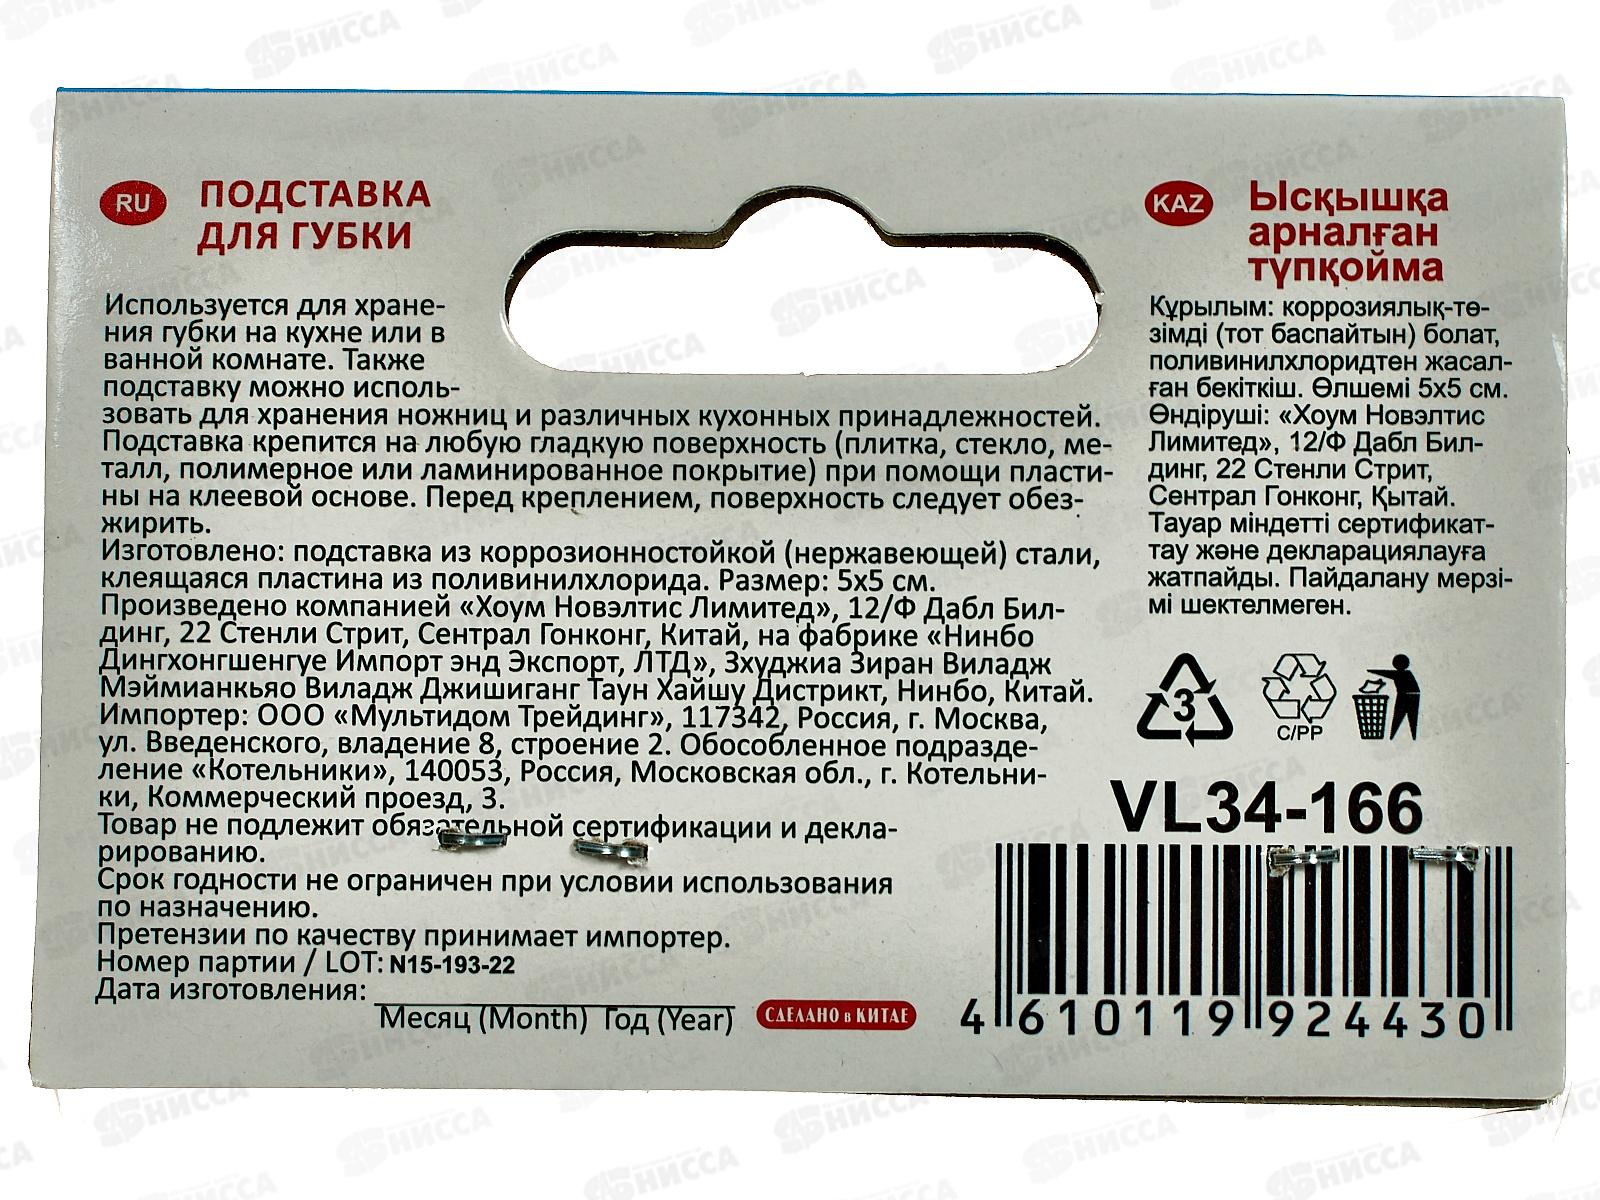 RU
ПОДСТАВКА
ДЛЯ ГУБКИ
Используется для хране-
ния губки на кухне или в
ванной комнате. Также
подставку можно исполь-
зовать для хранения ножниц и различных кухонных принадлежностей.
Подставка крепится на любую гладкую поверхность (плитка, стекло, ме-
талл, полимерное или ламинированное покрытие) при помощи пласти-
ны на клеевой основе. Перед креплением, поверхность следует обез-
жирить.
Изготовлено: подставка из коррозионностойкой (нержавеющей) стали,
клеящаяся пластина из поливинилхлорида. Размер: 5х5 см.
Произведено компанией «Хоум Новэлтис Лимитед», 12/Ф Дабл Бил-
динг, 22 Стенли Стрит, Сентрал Гонконг, Китай, на фабрике «Нинбо
Дингхонгшенгуе Импорт энд Экспорт, ЛТД», Зхуджиа Зиран Виладж
Мэймианкьяо Виладж Джишиганг Таун Хайшу Дистрикт, Нинбо, Китай.
Импортер: ООО «Мультидом Трейдинг», 117342, Россия, г. Москва,
ул. Введенского, владение 8, строение 2. Обособленное подразде-
ление «Котельники», 140053, Россия, Московская обл., г. Котельни-
ки, Коммерческий проезд, 3.
Товар не подлежит обязательной сертификации и декла-
рированию.
Срок годности не ограничен при условии использования
по назначению.
Претензии по качеству принимает импортер.
Номер партии / LOT: N15-193-22
Дата изготовления:
Месяц (Month) Год (Year)
СДЕЛАНО в КИТАЕ
KAZ
Ысқышқа
арналған
түпқойма
Құрылым: коррозиялық-тө-
зімді (тот баспайтын) болат,
поливинилхлоридтен жасал-
ған бекіткіш. Өлшемі 5х5 см.
Өндіруші: «Хоум Новэлтис
Лимитед», 12/Ф Дабл Бил-
динг, 22 Стенли Стрит,
Сентрал Гонконг, Қытай.
Тауар міндетті сертификат-
тау және декларациялауға
жатпайды. Пайдалану мерзі-
мі шектелмеген.
3
C/PP
VL34-166
4 610119 924430
НИССА